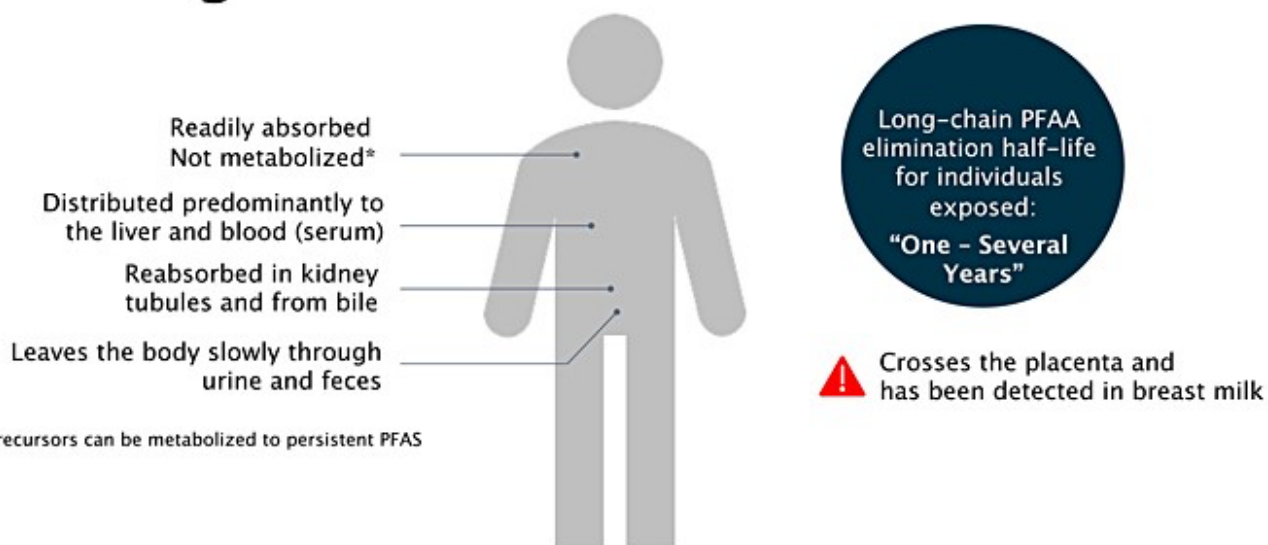 Readily absorbed
Not metabolized*
Distributed predominantly to
the liver and blood (serum)
Reabsorbed in kidney
tubules and from bile
Leaves the body slowly through
urine and feces
recursors can be metabolized to persistent PFAS
Long-chain PFAA
elimination half-life
for individuals
exposed:
“One – Several
Years”
Crosses the placenta and
has been detected in breast milk